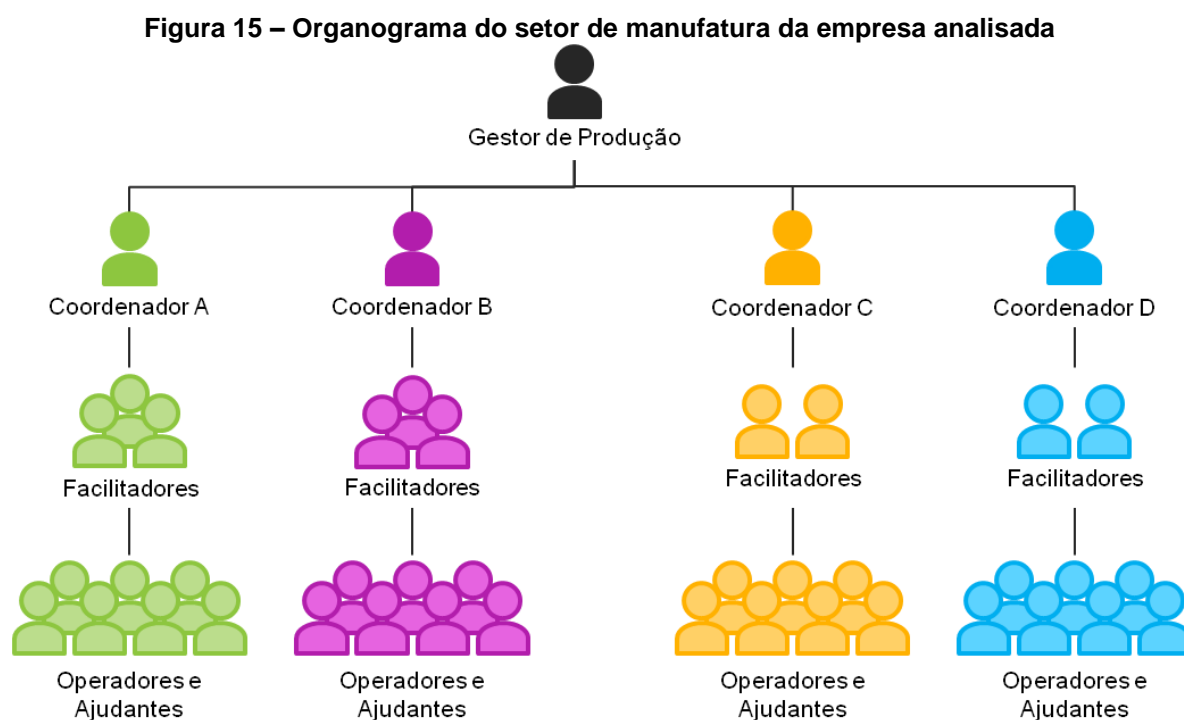 Figura 15 – Organograma do setor de manufatura da empresa analisada
Gestor de Produção
Coordenador A
Coordenador B
Coordenador C
Coordenador D
Facilitadores
Facilitadores
Facilitadores
Facilitadores
Operadores e
Ajudantes
Operadores e
Ajudantes
Operadores e
Ajudantes
Operadores e
Ajudantes